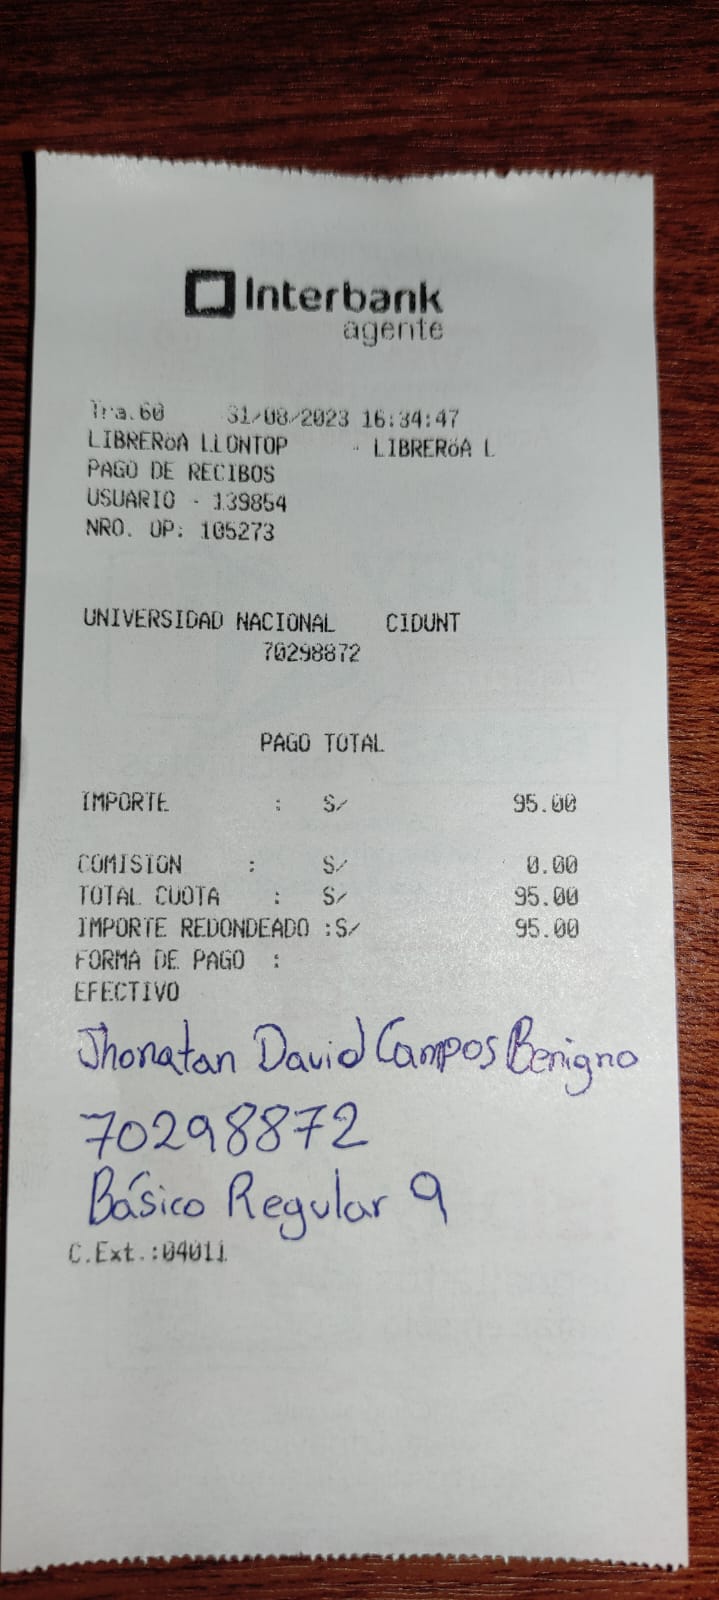 Interbank
agente
Tra.60 31/08/2023 16:34:47
LIBRERöA LLONTOP - LIBRERöA L
PAGO DE RECIBOS
USUARIO - 139854
NRO. OP: 105273
UNIVERSIDAD NACIONAL CIDUNT
70298872
PAGO TOTAL
IMPORTE : S/ 95.00
COMISION : S/ 0.00
TOTAL CUOTA : S/ 95.00
IMPORTE REDONDEADO :S/ 95.00
FORMA DE PAGO :
EFECTIVO
Jhonatan David Campos Benigno
70298872
Básico Regular 9
C.Ext.:04011